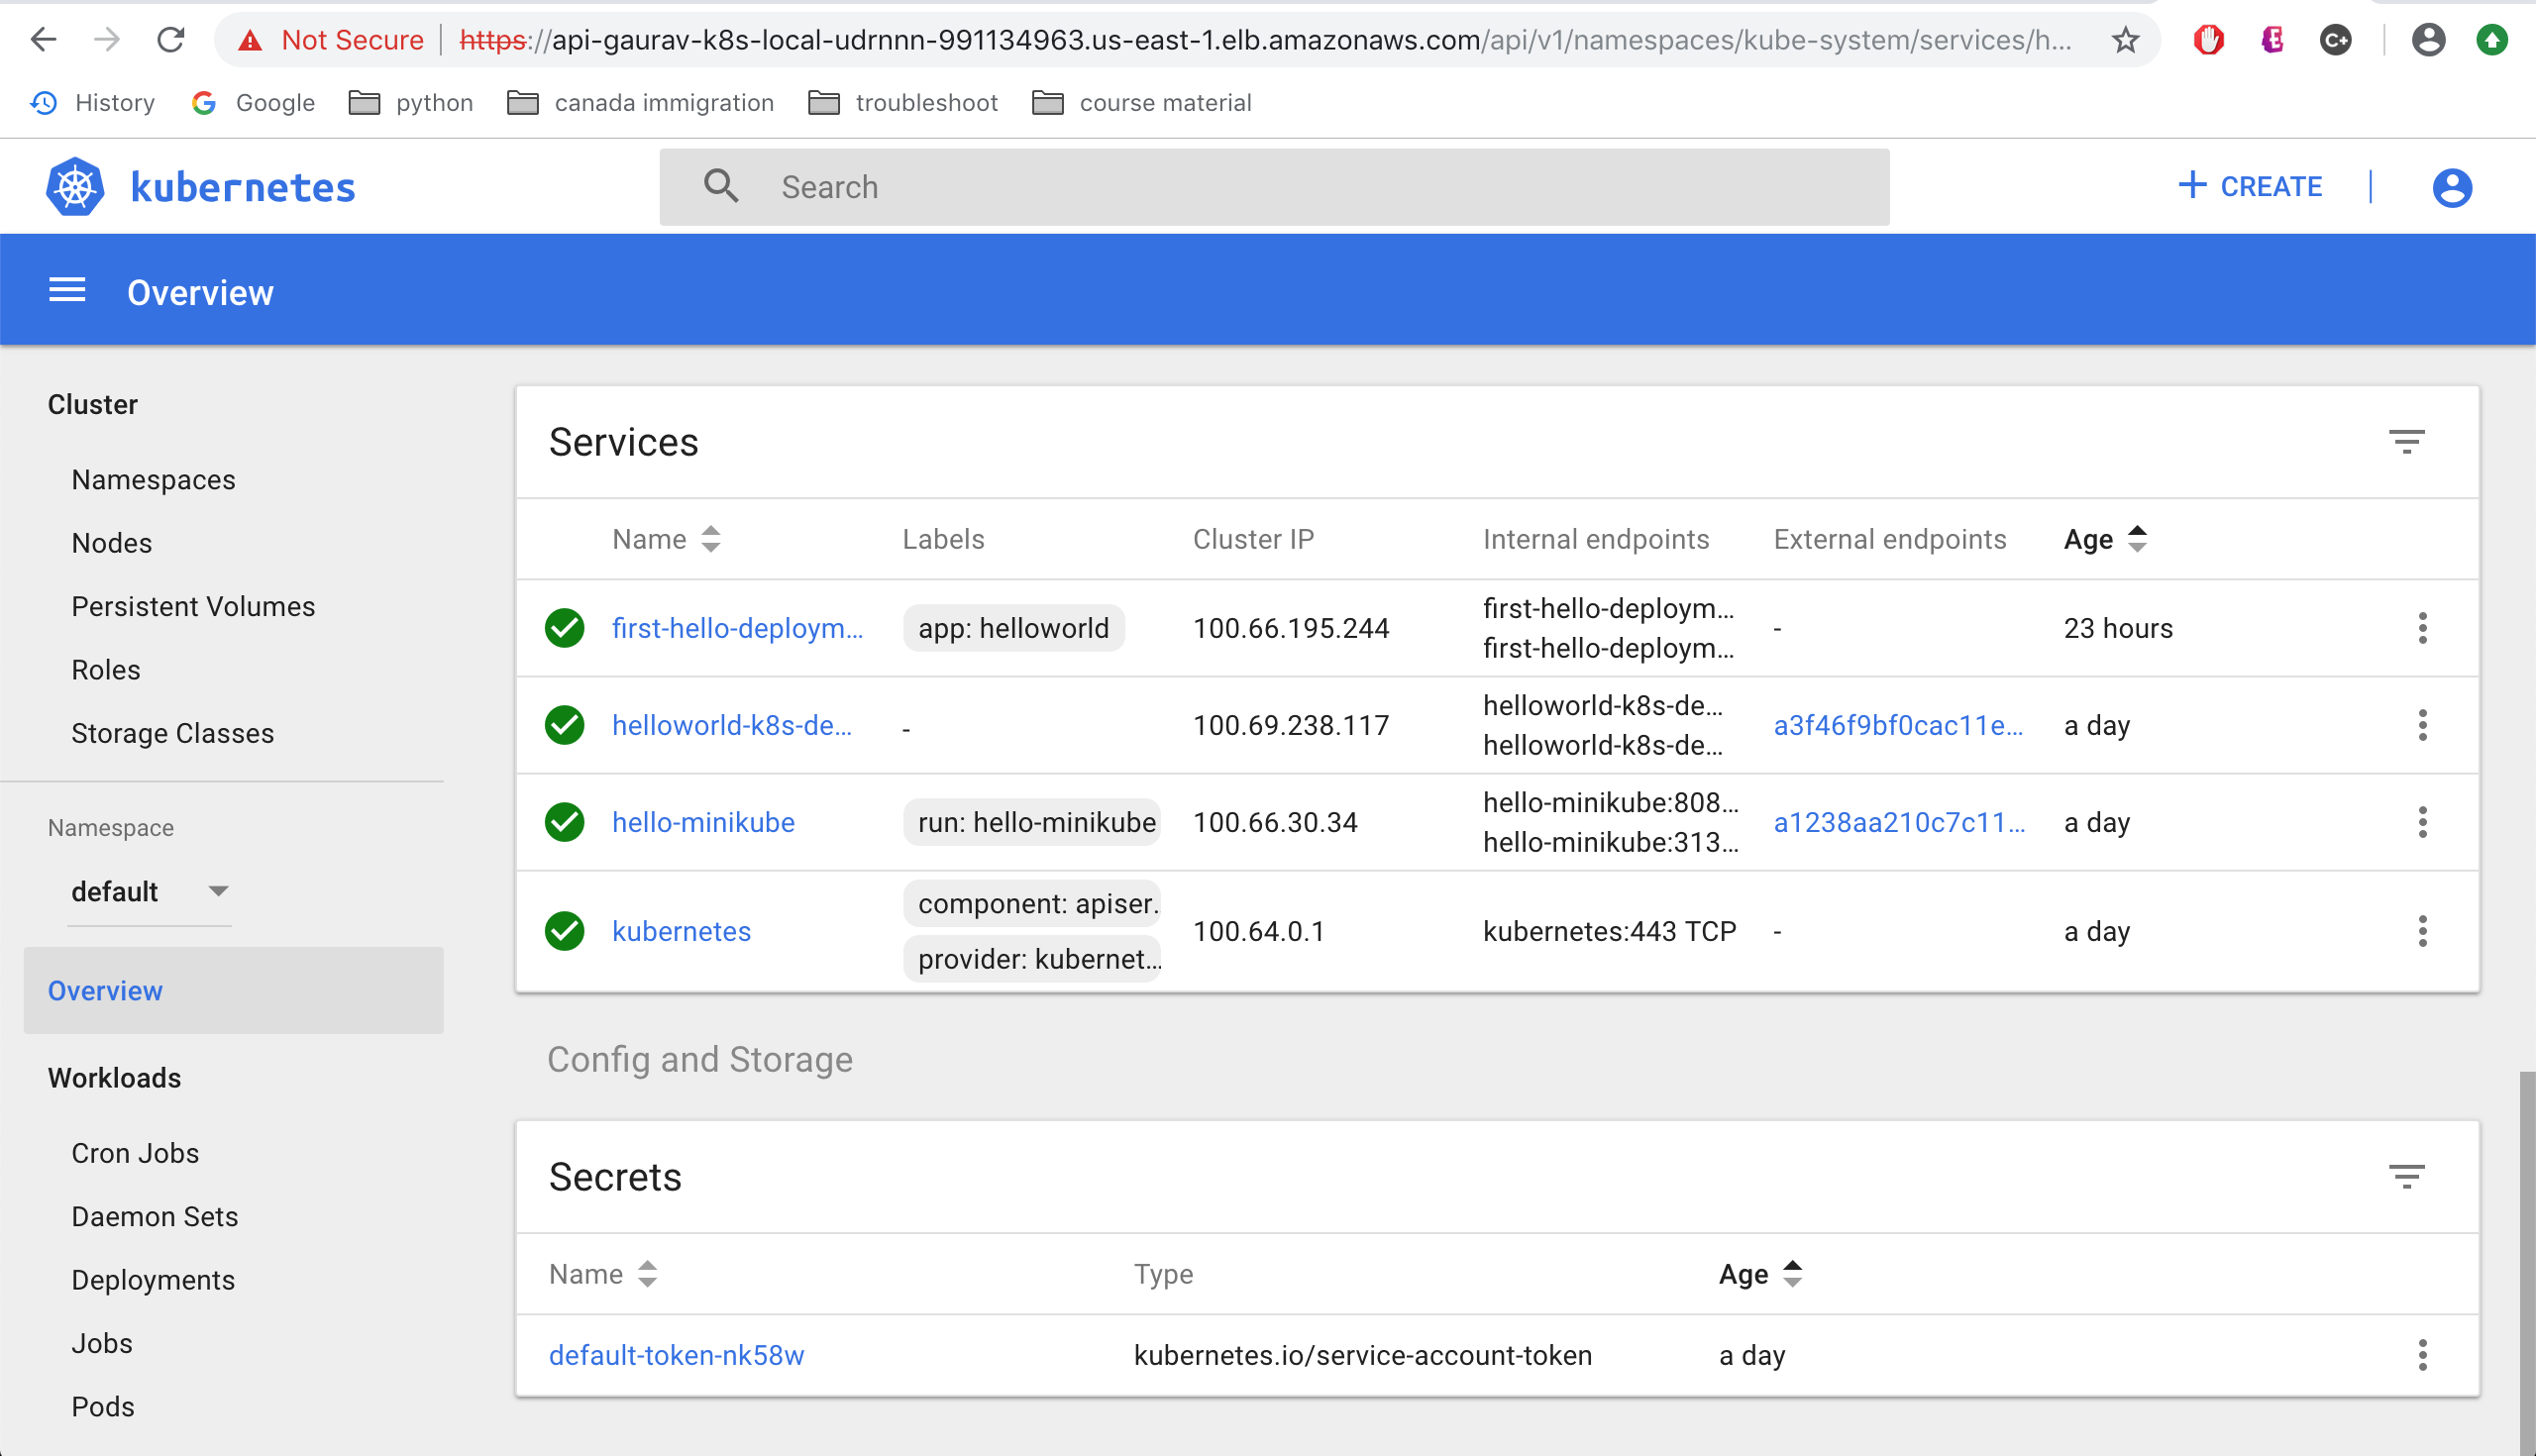 Not Secure | https://api-gaurav-k8s-local-udrnnn-991134963.us-east-1.elb.amazonaws.com/api/v1/namespaces/kube-system/services/h...
History Google python canada immigration troubleshoot course material
kubernetes Search + CREATE |
Overview
Cluster
Namespaces
Nodes
Persistent Volumes
Roles
Storage Classes
Namespace
default
Overview
Workloads
Cron Jobs
Daemon Sets
Deployments
Jobs
Pods
Services
Name Labels Cluster IP Internal endpoints External endpoints Age
first-hello-deploym... app: helloworld 100.66.195.244 first-hello-deploym... - 23 hours
first-hello-deploym...
helloworld-k8s-de... - 100.69.238.117 helloworld-k8s-de... a3f46f9bf0cac11e... a day
helloworld-k8s-de...
hello-minikube run: hello-minikube 100.66.30.34 hello-minikube:808... a1238aa210c7c11... a day
hello-minikube:313...
kubernetes component: apiser. 100.64.0.1 kubernetes:443 TCP - a day
provider: kubernet...
Config and Storage
Secrets
Name Type Age
default-token-nk58w kubernetes.io/service-account-token a day